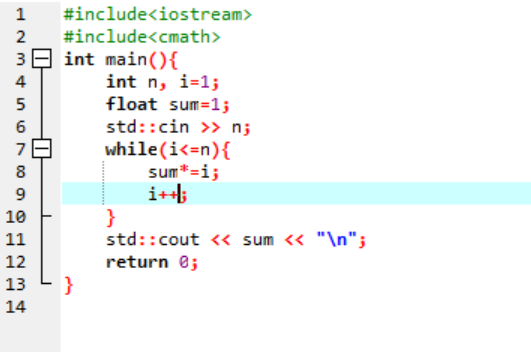 1 #include<iostream>
2 #include<cmath>
3 int main(){
4 int n, i=1;
5 float sum=1;
6 std::cin >> n;
7 while(i<=n){
8 sum*=i;
9 i++;
10 }
11 std::cout << sum << "\n";
12 return 0;
13 }
14